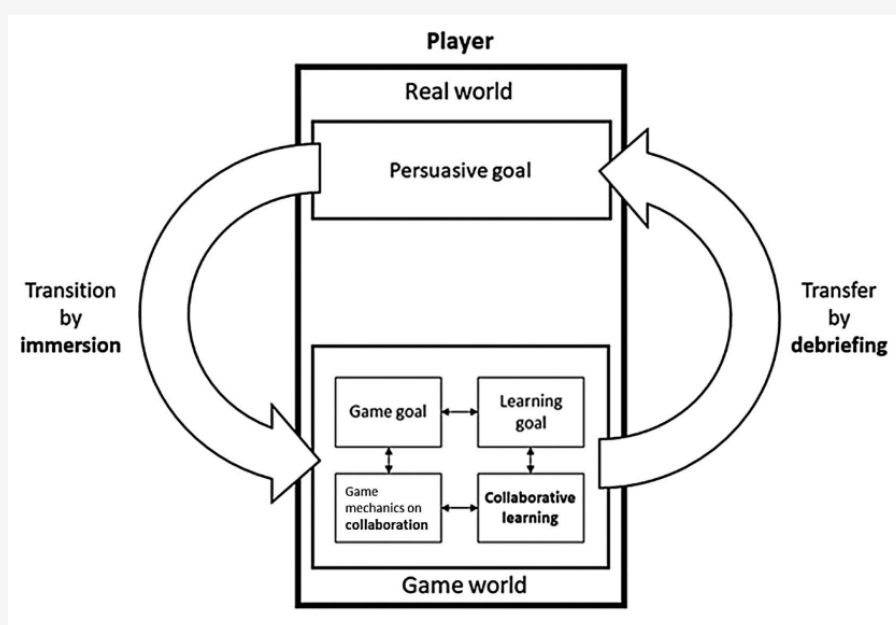 Player
Real world
Persuasive goal
Transition
by
immersion
Transfer
by
debriefing
Game goal
Learning
goal
Game
mechanics on
collaboration
Collaborative
learning
Game world